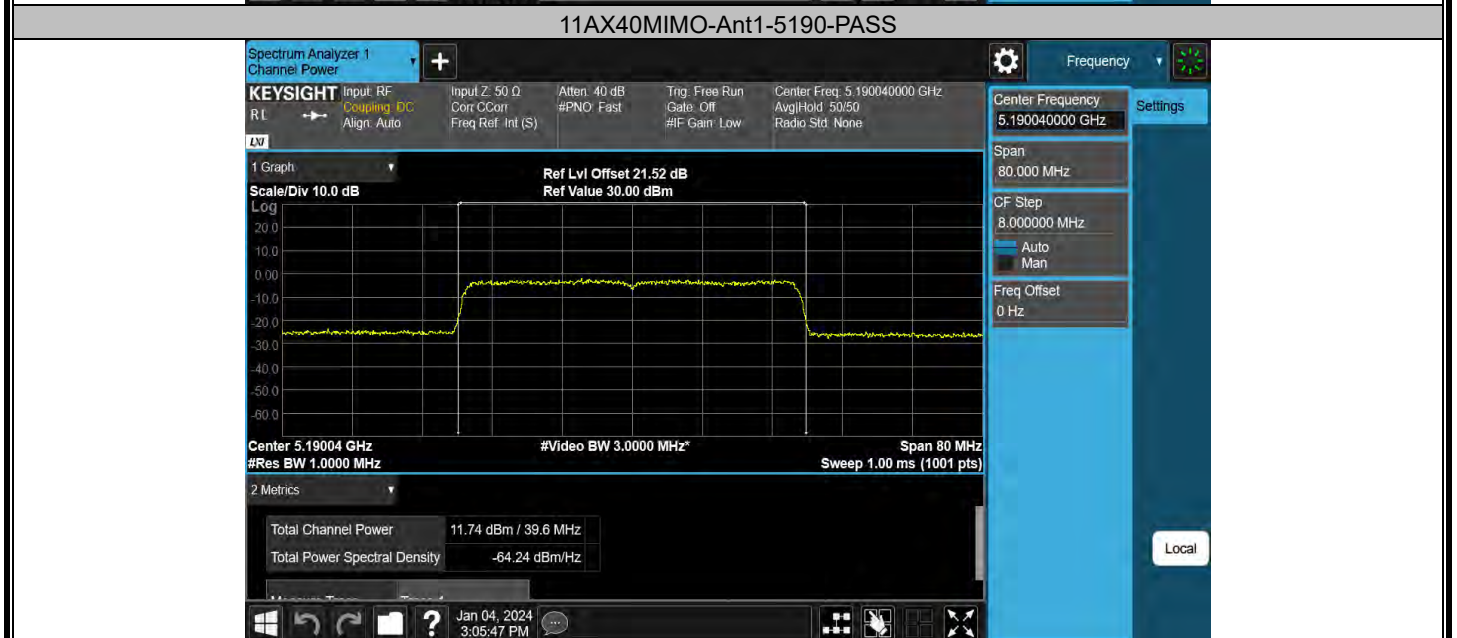 11AX40MIMO-Ant1-5190-PASS
Spectrum Analyzer 1
Channel Power
+
Frequency
KEYSIGHT
RL
LXI
Input: RF
Coupling: DC
Align: Auto
Input Z: 50 Ω
Corr CCorr
Freq Ref: Int (S)
Atten: 40 dB
#PNO: Fast
Trig: Free Run
Gate: Off
#IF Gain: Low
Center Freq: 5.190040000 GHz
Avg|Hold: 50/50
Radio Std: None
Center Frequency
5.190040000 GHz
Settings
Span
80.000 MHz
CF Step
8.000000 MHz
Auto
Man
Freq Offset
0 Hz
1 Graph
Scale/Div 10.0 dB
Ref Lvl Offset 21.52 dB
Ref Value 30.00 dBm
Log
20.0
10.0
0.00
-10.0
-20.0
-30.0
-40.0
-50.0
-60.0
Center 5.19004 GHz
#Res BW 1.0000 MHz
#Video BW 3.0000 MHz*
Span 80 MHz
Sweep 1.00 ms (1001 pts)
2 Metrics
Total Channel Power 11.74 dBm / 39.6 MHz
Total Power Spectral Density -64.24 dBm/Hz
Local
?
Jan 04, 2024
3:05:47 PM